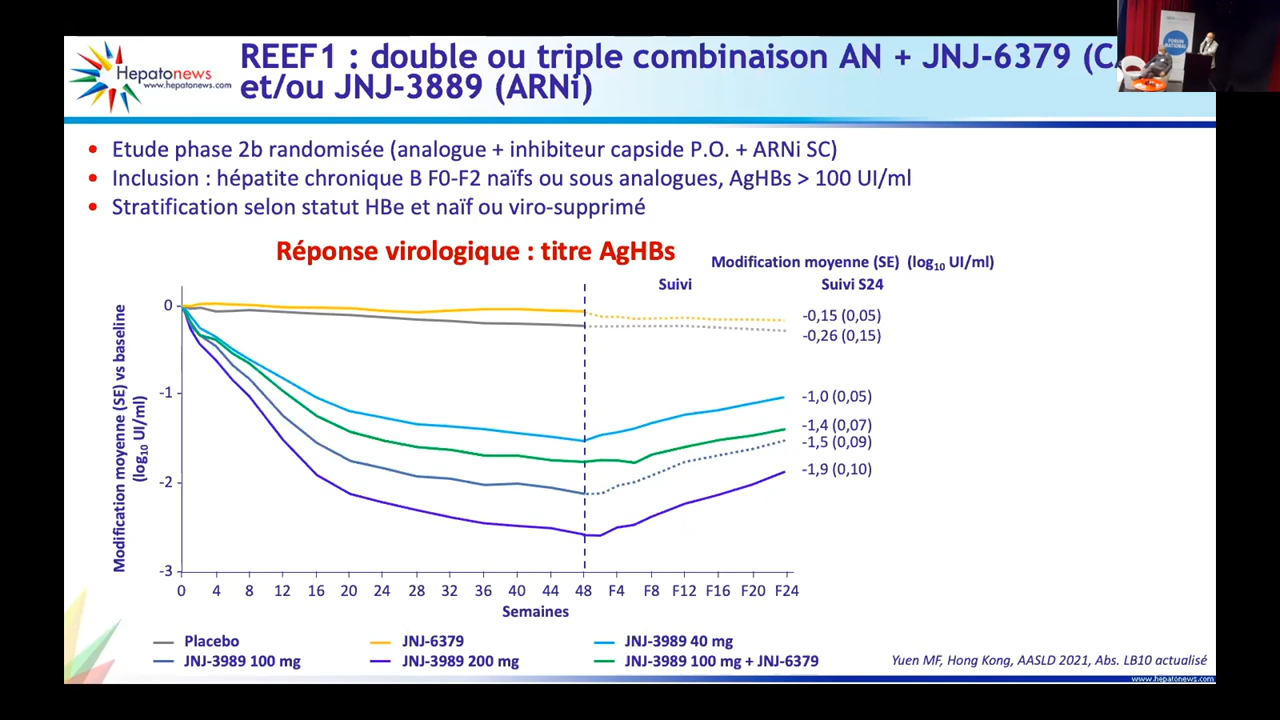 REEF1 : double ou triple combinaison AN + JNJ-6379 (CA
et/ou JNJ-3889 (ARNi)
Hepatonews
www.hepatonews.com
FORUM
NATIONAL
• Etude phase 2b randomisée (analogue + inhibiteur capside P.O. + ARNi SC)
• Inclusion : hépatite chronique B F0-F2 naïfs ou sous analogues, AgHBs > 100 UI/ml
• Stratification selon statut HBe et naïf ou viro-supprimé
Réponse virologique : titre AgHBs
Modification moyenne (SE) (log10 UI/ml)
Suivi
Suivi S24
Modification moyenne (SE) vs baseline
(log10 UI/ml)
0
-1
-2
-3
-0,15 (0,05)
-0,26 (0,15)
-1,0 (0,05)
-1,4 (0,07)
-1,5 (0,09)
-1,9 (0,10)
0 4 8 12 16 20 24 28 32 36 40 44 48 F4 F8 F12 F16 F20 F24
Semaines
Placebo
JNJ-6379
JNJ-3989 40 mg
JNJ-3989 100 mg
JNJ-3989 200 mg
JNJ-3989 100 mg + JNJ-6379
Yuen MF, Hong Kong, AASLD 2021, Abs. LB10 actualisé
www.hepatonews.com